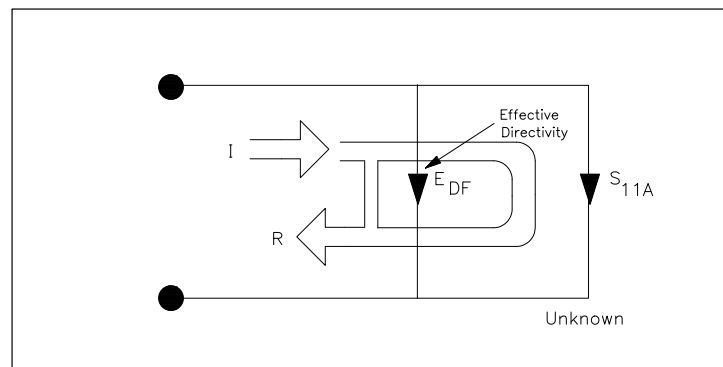 Effective
Directivity
I
E DF
S 11A
R
Unknown